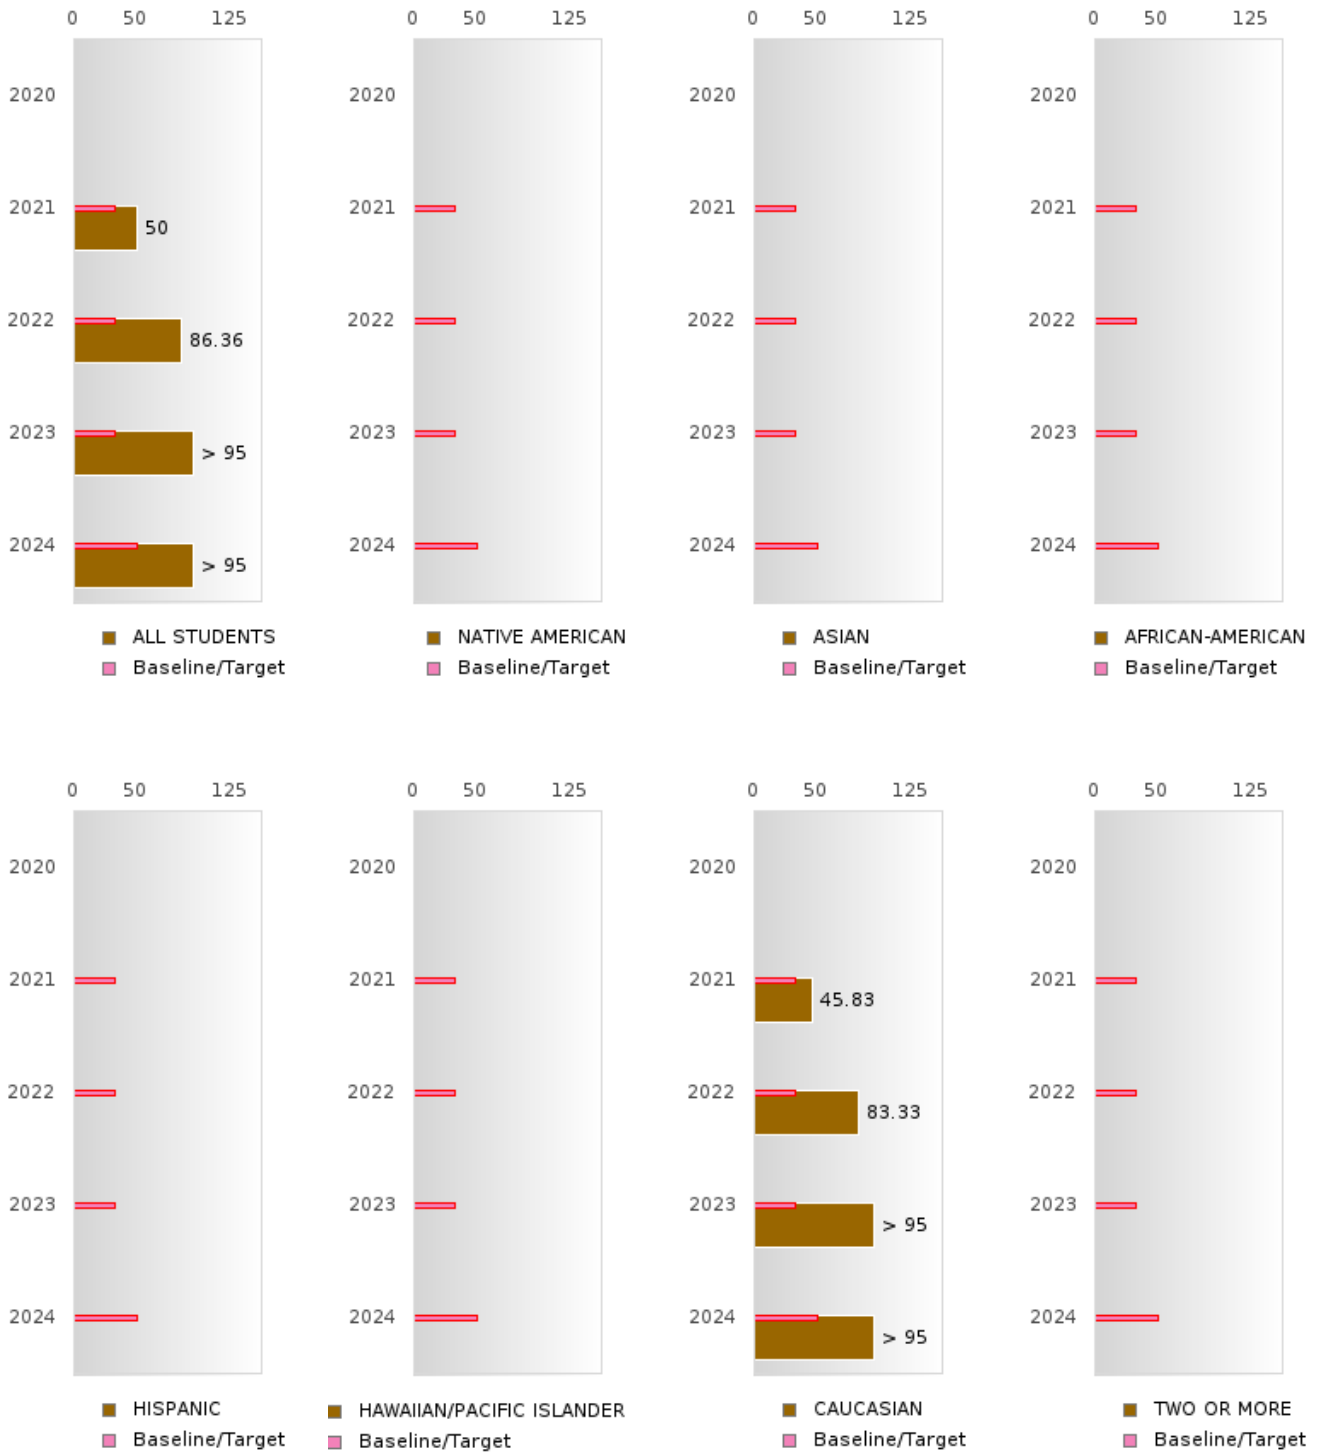 0 50 125 0 50 125 0 50 125 0 50 125
2020 2020 2020 2020
2021 50 2021 2021 2021
2022 86.36 2022 2022 2022
2023 > 95 2023 2023 2023
2024 > 95 2024 2024 2024
ALL STUDENTS NATIVE AMERICAN ASIAN AFRICAN-AMERICAN
Baseline/Target Baseline/Target Baseline/Target Baseline/Target
0 50 125 0 50 125 0 50 125 0 50 125
2020 2020 2020 2020
2021 2021 2021 45.83 2021
2022 2022 2022 83.33 2022
2023 2023 2023 > 95 2023
2024 2024 2024 > 95 2024
HISPANIC HAWAIIAN/PACIFIC ISLANDER CAUCASIAN TWO OR MORE
Baseline/Target Baseline/Target Baseline/Target Baseline/Target